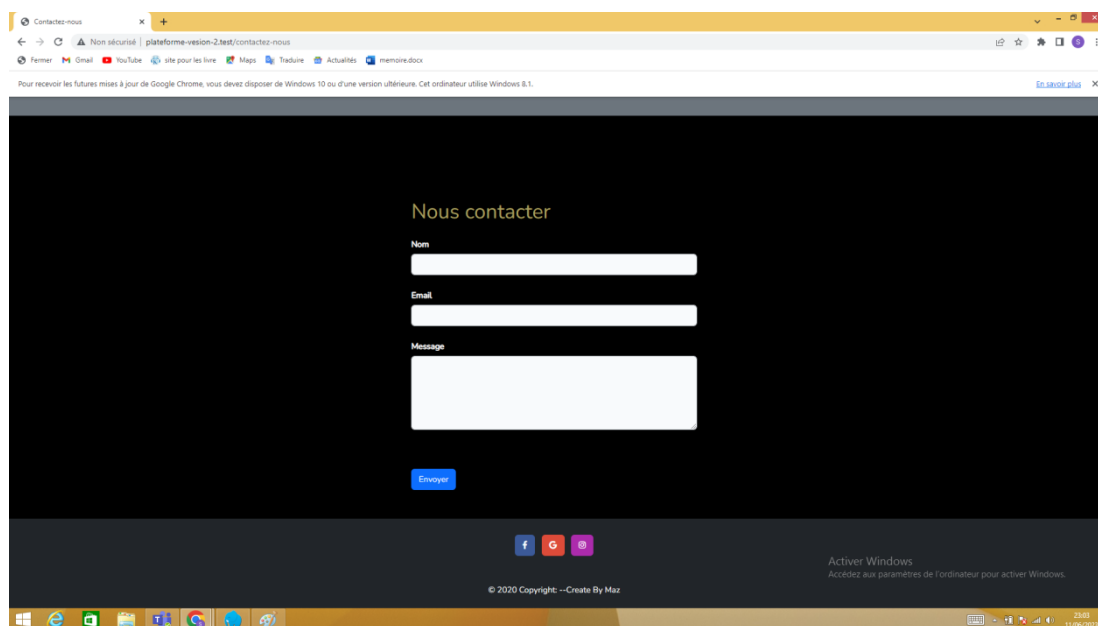 Contactez-nous
Non sécurisé | plateforme-vesion-2.test/contactez-nous
Fermer Gmail YouTube site pour les livre Maps Traduire Actualités memoire.docx
Pour recevoir les futures mises à jour de Google Chrome, vous devez disposer de Windows 10 ou d'une version ultérieure. Cet ordinateur utilise Windows 8.1. En savoir plus
Nous contacter
Nom
Email
Message
Envoyer
Activer Windows
Accédez aux paramètres de l'ordinateur pour activer Windows.
© 2020 Copyright: --Create By Maz
23:03